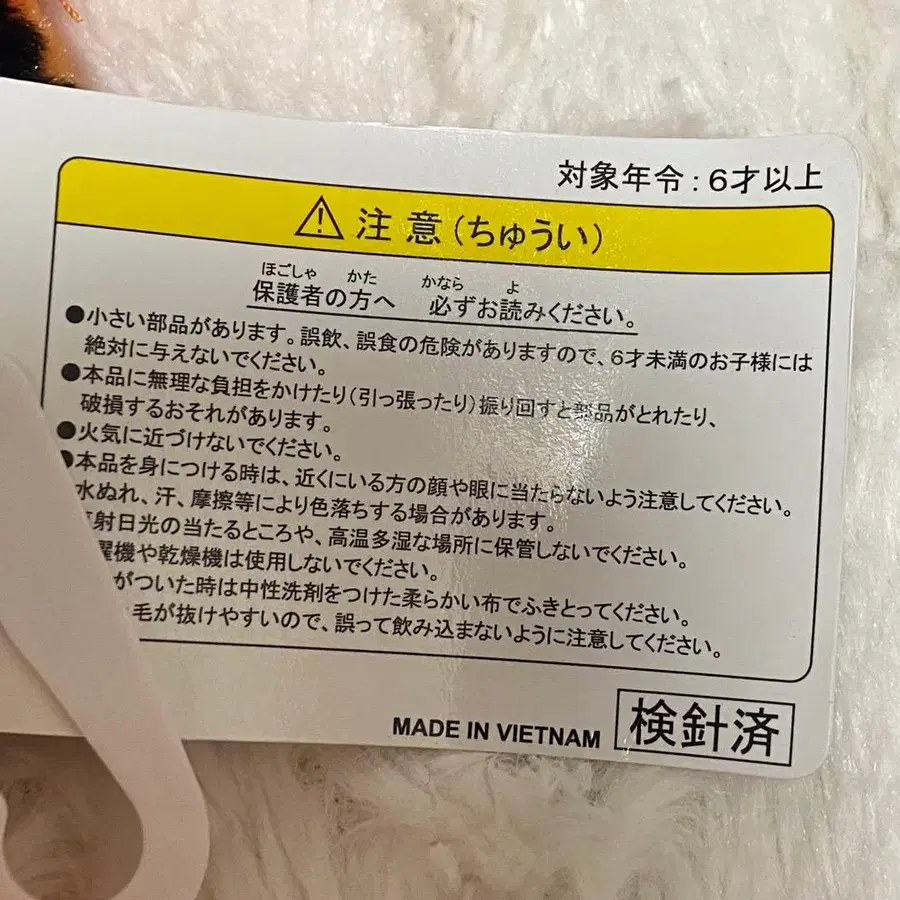 対象年令：6才以上
⚠ 注意（ちゅうい）
ほごしゃ かた かなら よ
保護者の方へ 必ずお読みください。
●小さい部品があります。誤飲、誤食の危険がありますので、6才未満のお子様には
絶対に与えないでください。
●本品に無理な負担をかけたり（引っ張ったり）振り回すと部品がとれたり、
破損するおそれがあります。
●火気に近づけないでください。
●本品を身につける時は、近くにいる方の顔や眼に当たらないよう注意してください。
水ぬれ、汗、摩擦等により色落ちする場合があります。
射日光の当たるところや、高温多湿な場所に保管しないでください。
濯機や乾燥機は使用しないでください。
がついた時は中性洗剤をつけた柔らかい布でふきとってください。
毛が抜けやすいので、誤って飲み込まないように注意してください。
MADE IN VIETNAM 検針済